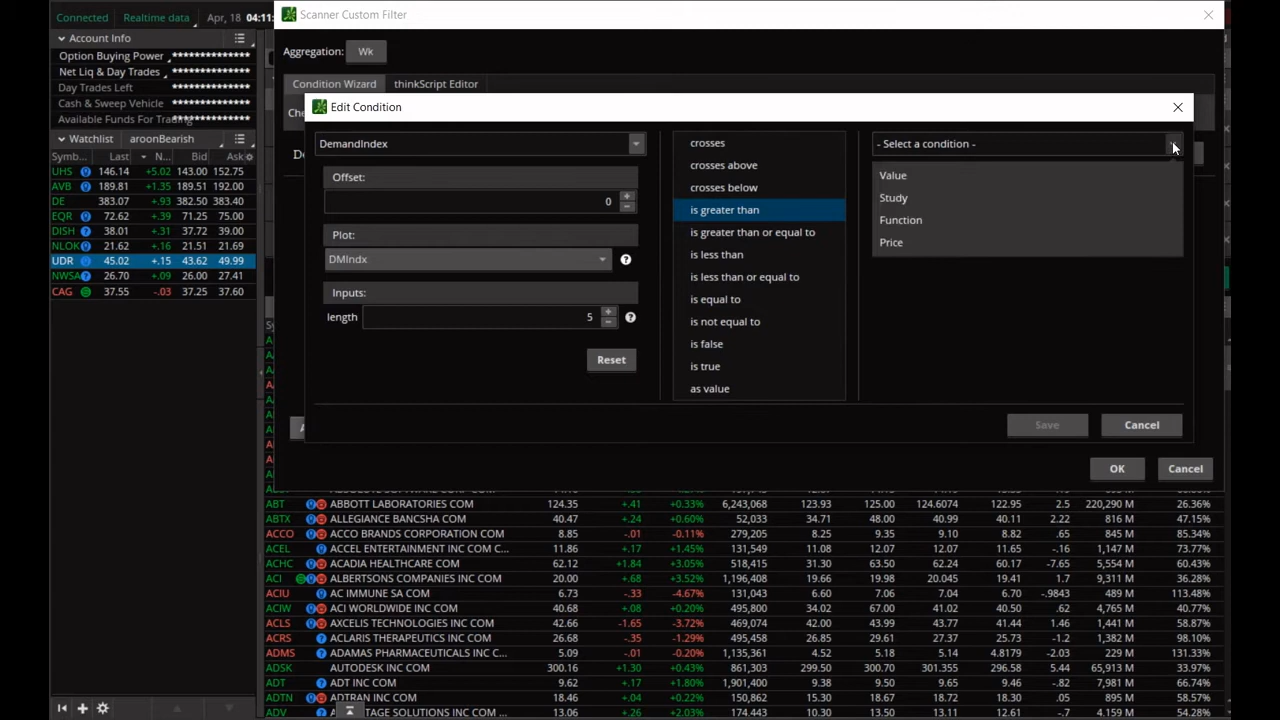 Connected Realtime data Apr, 18 04:11:
Scanner Custom Filter
Account Info
Option Buying Power **************
Net Liq & Day Trades **************
Day Trades Left **************
Cash & Sweep Vehicle **************
Available Funds For Trading **************
Watchlist aroonBearish
Symb... Last N... Bid Ask
UHS 146.14 +5.02 143.00 152.75
AVB 189.81 +1.35 189.51 192.00
DE 383.07 +.93 382.50 383.40
EQR 72.62 +.39 71.25 75.00
DISH 38.01 +.31 37.72 39.00
NLOK 21.62 +.16 21.51 21.69
UDR 45.02 +.15 43.62 49.99
NWSA 26.70 +.09 26.00 27.41
CAG 37.55 -.03 37.25 37.60
Aggregation: Wk
Condition Wizard thinkScript Editor
Edit Condition
DemandIndex
Offset:
0
Plot:
DMIndx
Inputs:
length 5
Reset
crosses
crosses above
crosses below
is greater than
is greater than or equal to
is less than
is less than or equal to
is equal to
is not equal to
is false
is true
as value
- Select a condition -
Value
Study
Function
Price
Save Cancel
OK Cancel
ABT ABBOTT LABORATORIES COM 124.16 +.41 +0.33% 6,243,068 123.93 125.00 124.6074 122.95 2.5 220,290 M 26.36%
ABTX ALLEGIANCE BANCSHA COM 40.47 +.24 +0.60% 52,033 34.71 48.00 40.99 40.11 2.22 816 M 47.15%
ACCO ACCO BRANDS CORPORATION COM 8.85 -.01 -0.11% 279,205 8.25 9.35 9.10 8.82 .65 845 M 85.34%
ACEL ACCEL ENTERTAINMENT INC COM C... 11.86 +.17 +1.45% 131,549 11.08 12.07 12.07 11.65 -.16 1,147 M 73.77%
ACHC ACADIA HEALTHCARE COM 62.12 +1.84 +3.05% 518,415 31.30 63.50 62.24 60.17 -7.65 5,554 M 60.43%
ACI ALBERTSONS COMPANIES INC COM 20.00 +.68 +3.52% 1,196,408 19.66 19.98 20.045 19.41 1.7 9,311 M 36.28%
ACIU AC IMMUNE SA COM 6.73 -.33 -4.67% 131,043 6.60 7.06 7.04 6.70 -.9843 489 M 113.48%
ACIW ACI WORLDWIDE INC COM 40.68 +.08 +0.20% 495,800 34.02 67.00 41.02 40.50 .62 4,765 M 40.77%
ACLS AXCELIS TECHNOLOGIES INC COM 42.66 -1.65 -3.72% 469,074 42.00 43.99 43.77 41.44 1.46 1,441 M 58.87%
ACRS ACLARIS THERAPEUTICS INC COM 26.68 -.35 -1.29% 495,458 26.85 29.61 27.37 25.73 -1.2 1,382 M 98.10%
ADMS ADAMAS PHARMACEUTICALS INC C... 5.09 -.01 -0.20% 1,135,361 4.52 5.18 5.18 4.8179 -2.03 229 M 131.33%
ADSK AUTODESK INC COM 300.16 +1.30 +0.43% 861,303 299.50 300.70 301.355 296.58 5.44 65,913 M 33.97%
ADT ADT INC COM 9.62 +.17 +1.80% 1,901,400 9.38 9.50 9.65 9.46 -.82 7,981 M 66.74%
ADTN ADTRAN INC COM 18.46 +.04 +0.22% 150,862 15.30 18.67 18.72 18.38 .05 895 M 58.57%
ADV TAGE SOLUTIONS INC COM 13.06 +.26 +2.03% 174,443 10.30 13.50 13.18 12.61 -.7 4,159 M 54.28%